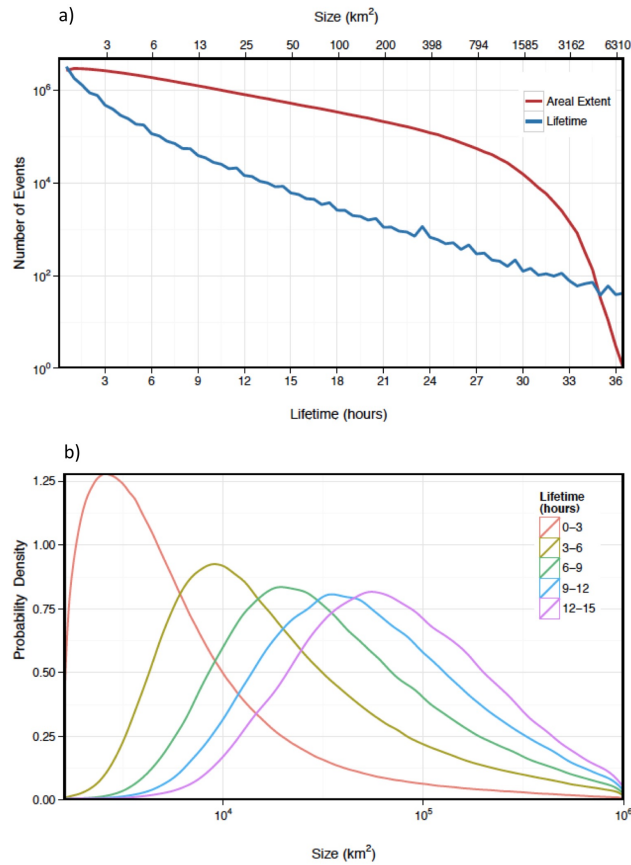 a)
Size (km²)
3 6 13 25 50 100 200 398 794 1585 3162 6310
10⁶
10⁴
10²
10⁰
Number of Events
Areal Extent
Lifetime
3 6 9 12 15 18 21 24 27 30 33 36
Lifetime (hours)
b)
1.25
1.00
0.75
0.50
0.25
0.00
Probability Density
Lifetime
(hours)
0–3
3–6
6–9
9–12
12–15
10⁴ 10⁵ 10⁶
Size (km²)